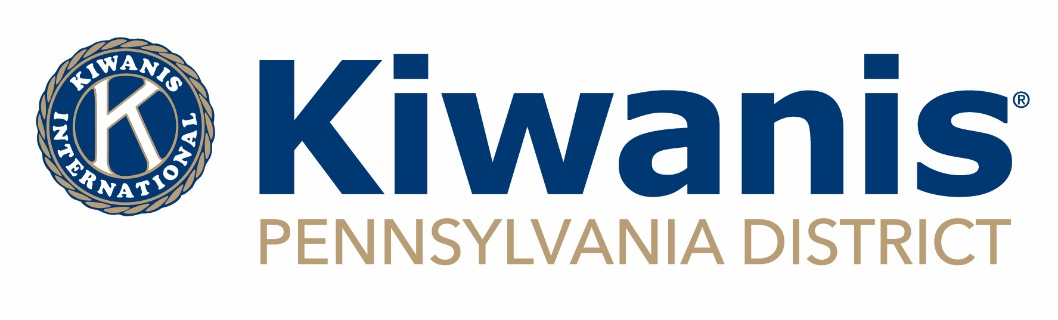 KIWANIS
K
INTERNATIONAL
Kiwanis®
PENNSYLVANIA DISTRICT